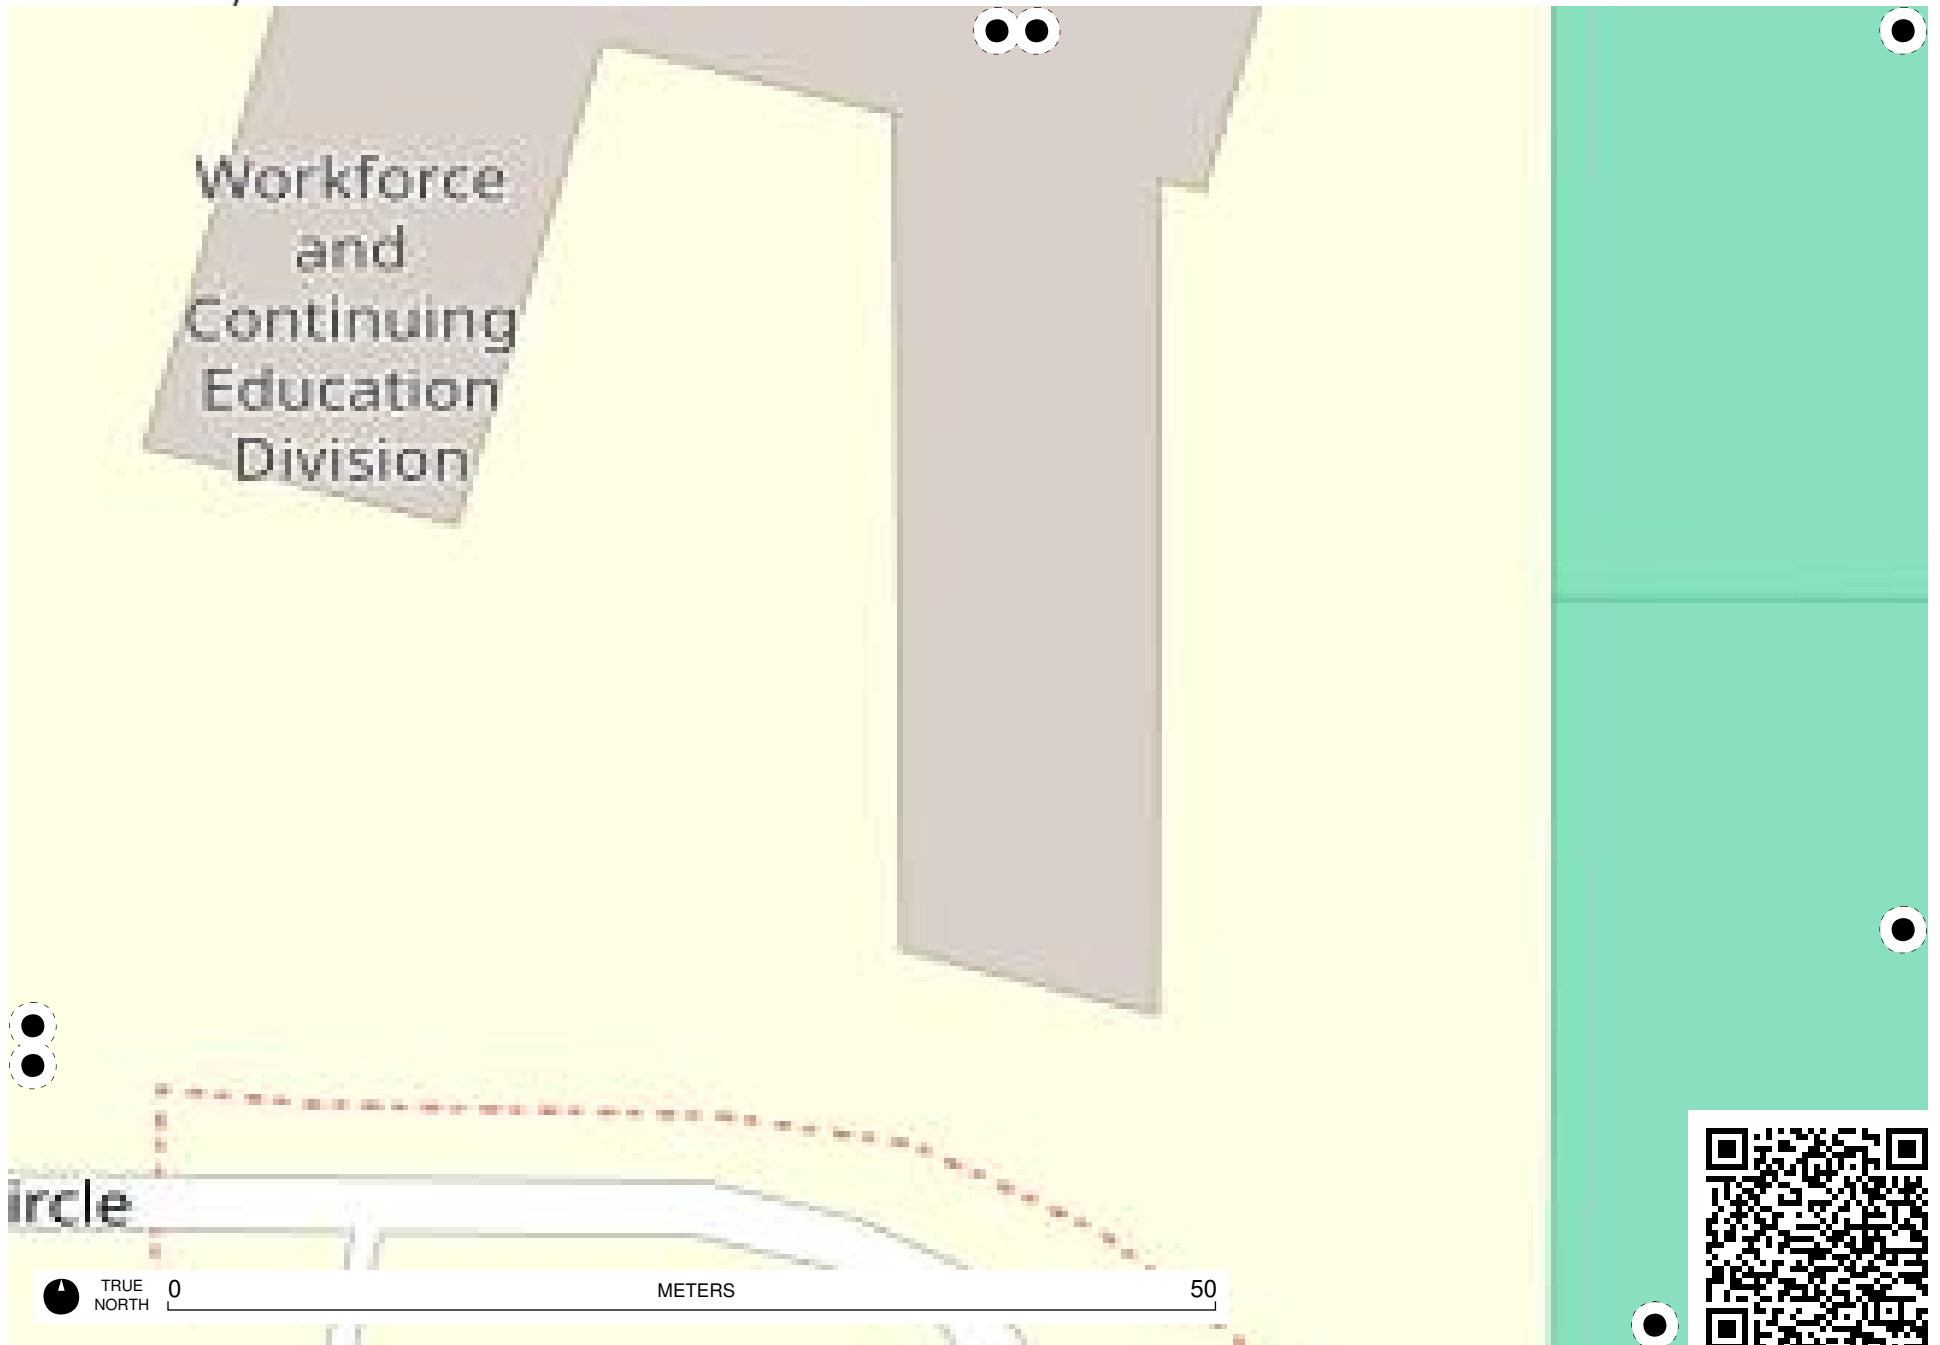 Workforce
and
Continuing
Education
Division
ircle
TRUE
NORTH
0 METERS 50